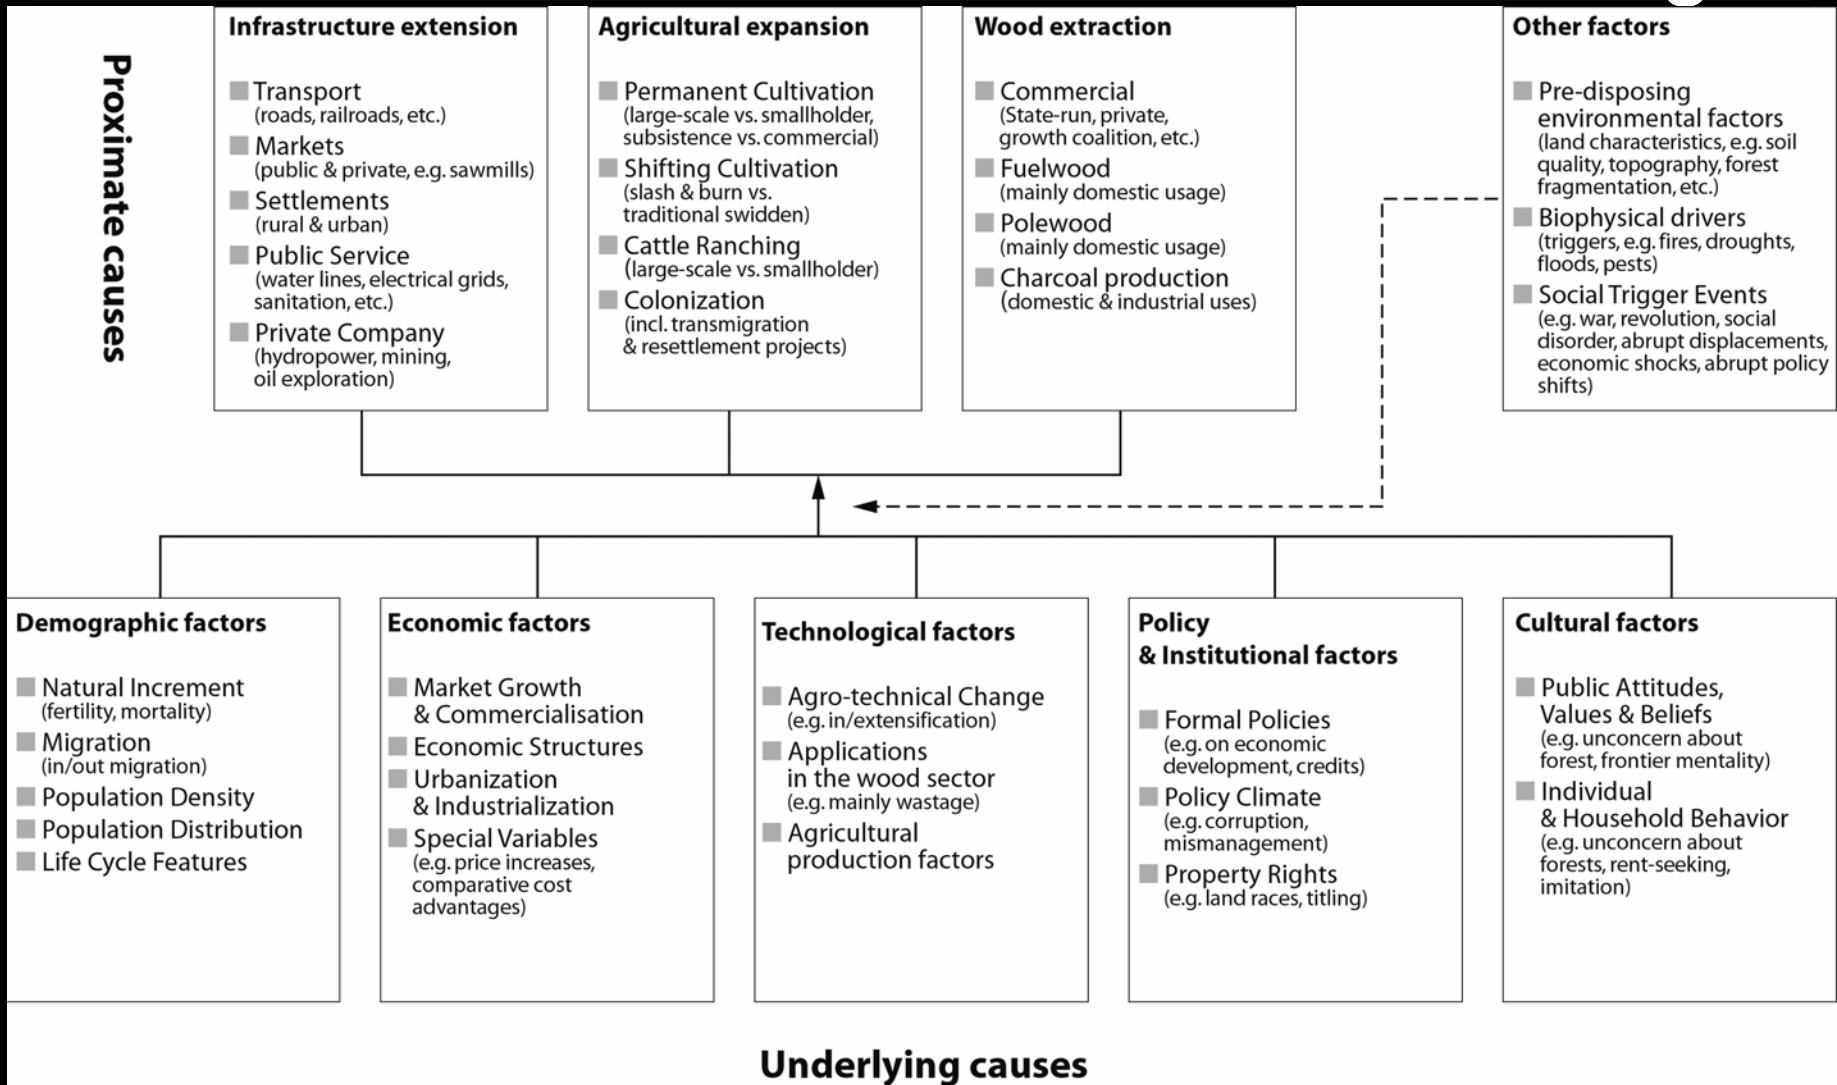 Proximate causes
Infrastructure extension
Transport
(roads, railroads, etc.)
Markets
(public & private, e.g. sawmills)
Settlements
(rural & urban)
Public Service
(water lines, electrical grids,
sanitation, etc.)
Private Company
(hydropower, mining,
oil exploration)
Agricultural expansion
Permanent Cultivation
(large-scale vs. smallholder,
subsistence vs. commercial)
Shifting Cultivation
(slash & burn vs.
traditional swidden)
Cattle Ranching
(large-scale vs. smallholder)
Colonization
(incl. transmigration
& resettlement projects)
Wood extraction
Commercial
(State-run, private,
growth coalition, etc.)
Fuelwood
(mainly domestic usage)
Polewood
(mainly domestic usage)
Charcoal production
(domestic & industrial uses)
Other factors
Pre-disposing
environmental factors
(land characteristics, e.g. soil
quality, topography, forest
fragmentation, etc.)
Biophysical drivers
(triggers, e.g. fires, droughts,
floods, pests)
Social Trigger Events
(e.g. war, revolution, social
disorder, abrupt displacements,
economic shocks, abrupt policy
shifts)
Demographic factors
Natural Increment
(fertility, mortality)
Migration
(in/out migration)
Population Density
Population Distribution
Life Cycle Features
Economic factors
Market Growth
& Commercialisation
Economic Structures
Urbanization
& Industrialization
Special Variables
(e.g. price increases,
comparative cost
advantages)
Technological factors
Agro-technical Change
(e.g. in/extensification)
Applications
in the wood sector
(e.g. mainly wastage)
Agricultural
production factors
Policy
& Institutional factors
Formal Policies
(e.g. on economic
development, credits)
Policy Climate
(e.g. corruption,
mismanagement)
Property Rights
(e.g. land races, titling)
Cultural factors
Public Attitudes,
Values & Beliefs
(e.g. unconcern about
forest, frontier mentality)
Individual
& Household Behavior
(e.g. unconcern about
forests, rent-seeking,
imitation)
Underlying causes